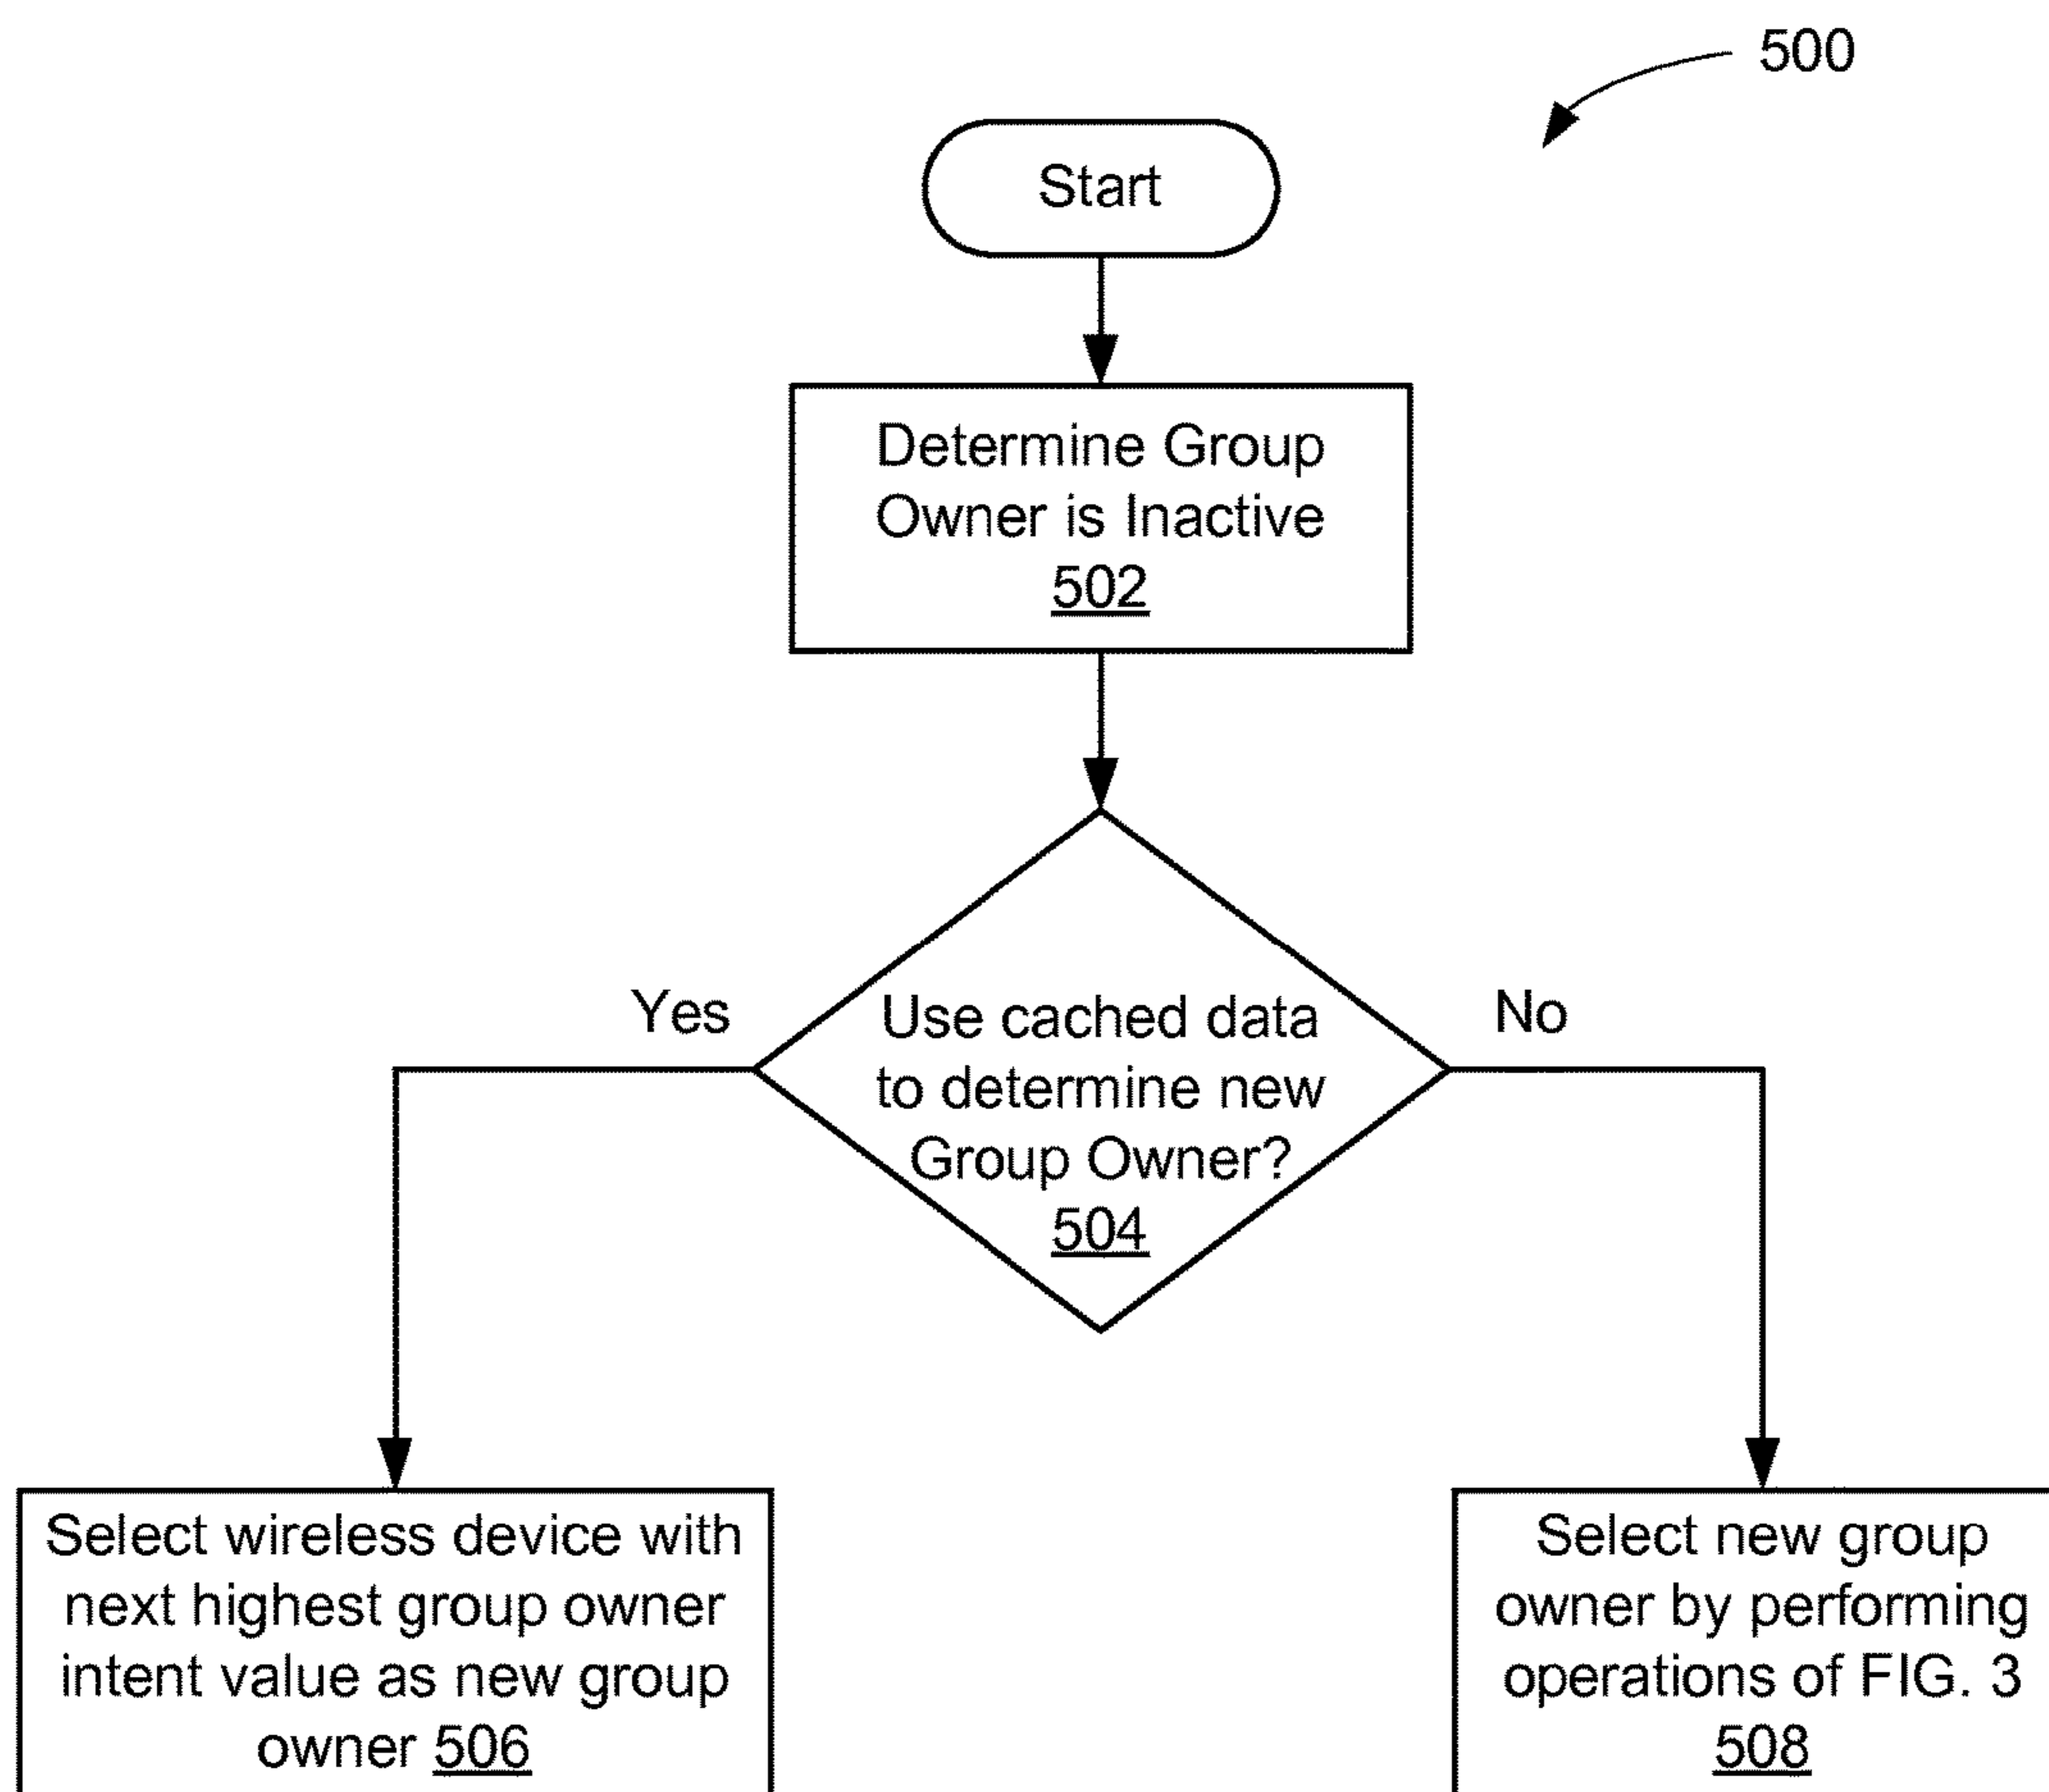 500
Start
Determine Group
Owner is Inactive
502
Yes
No
Use cached data
to determine new
Group Owner?
504
Select wireless device with
next highest group owner
intent value as new group
owner 506
Select new group
owner by performing
operations of FIG. 3
508